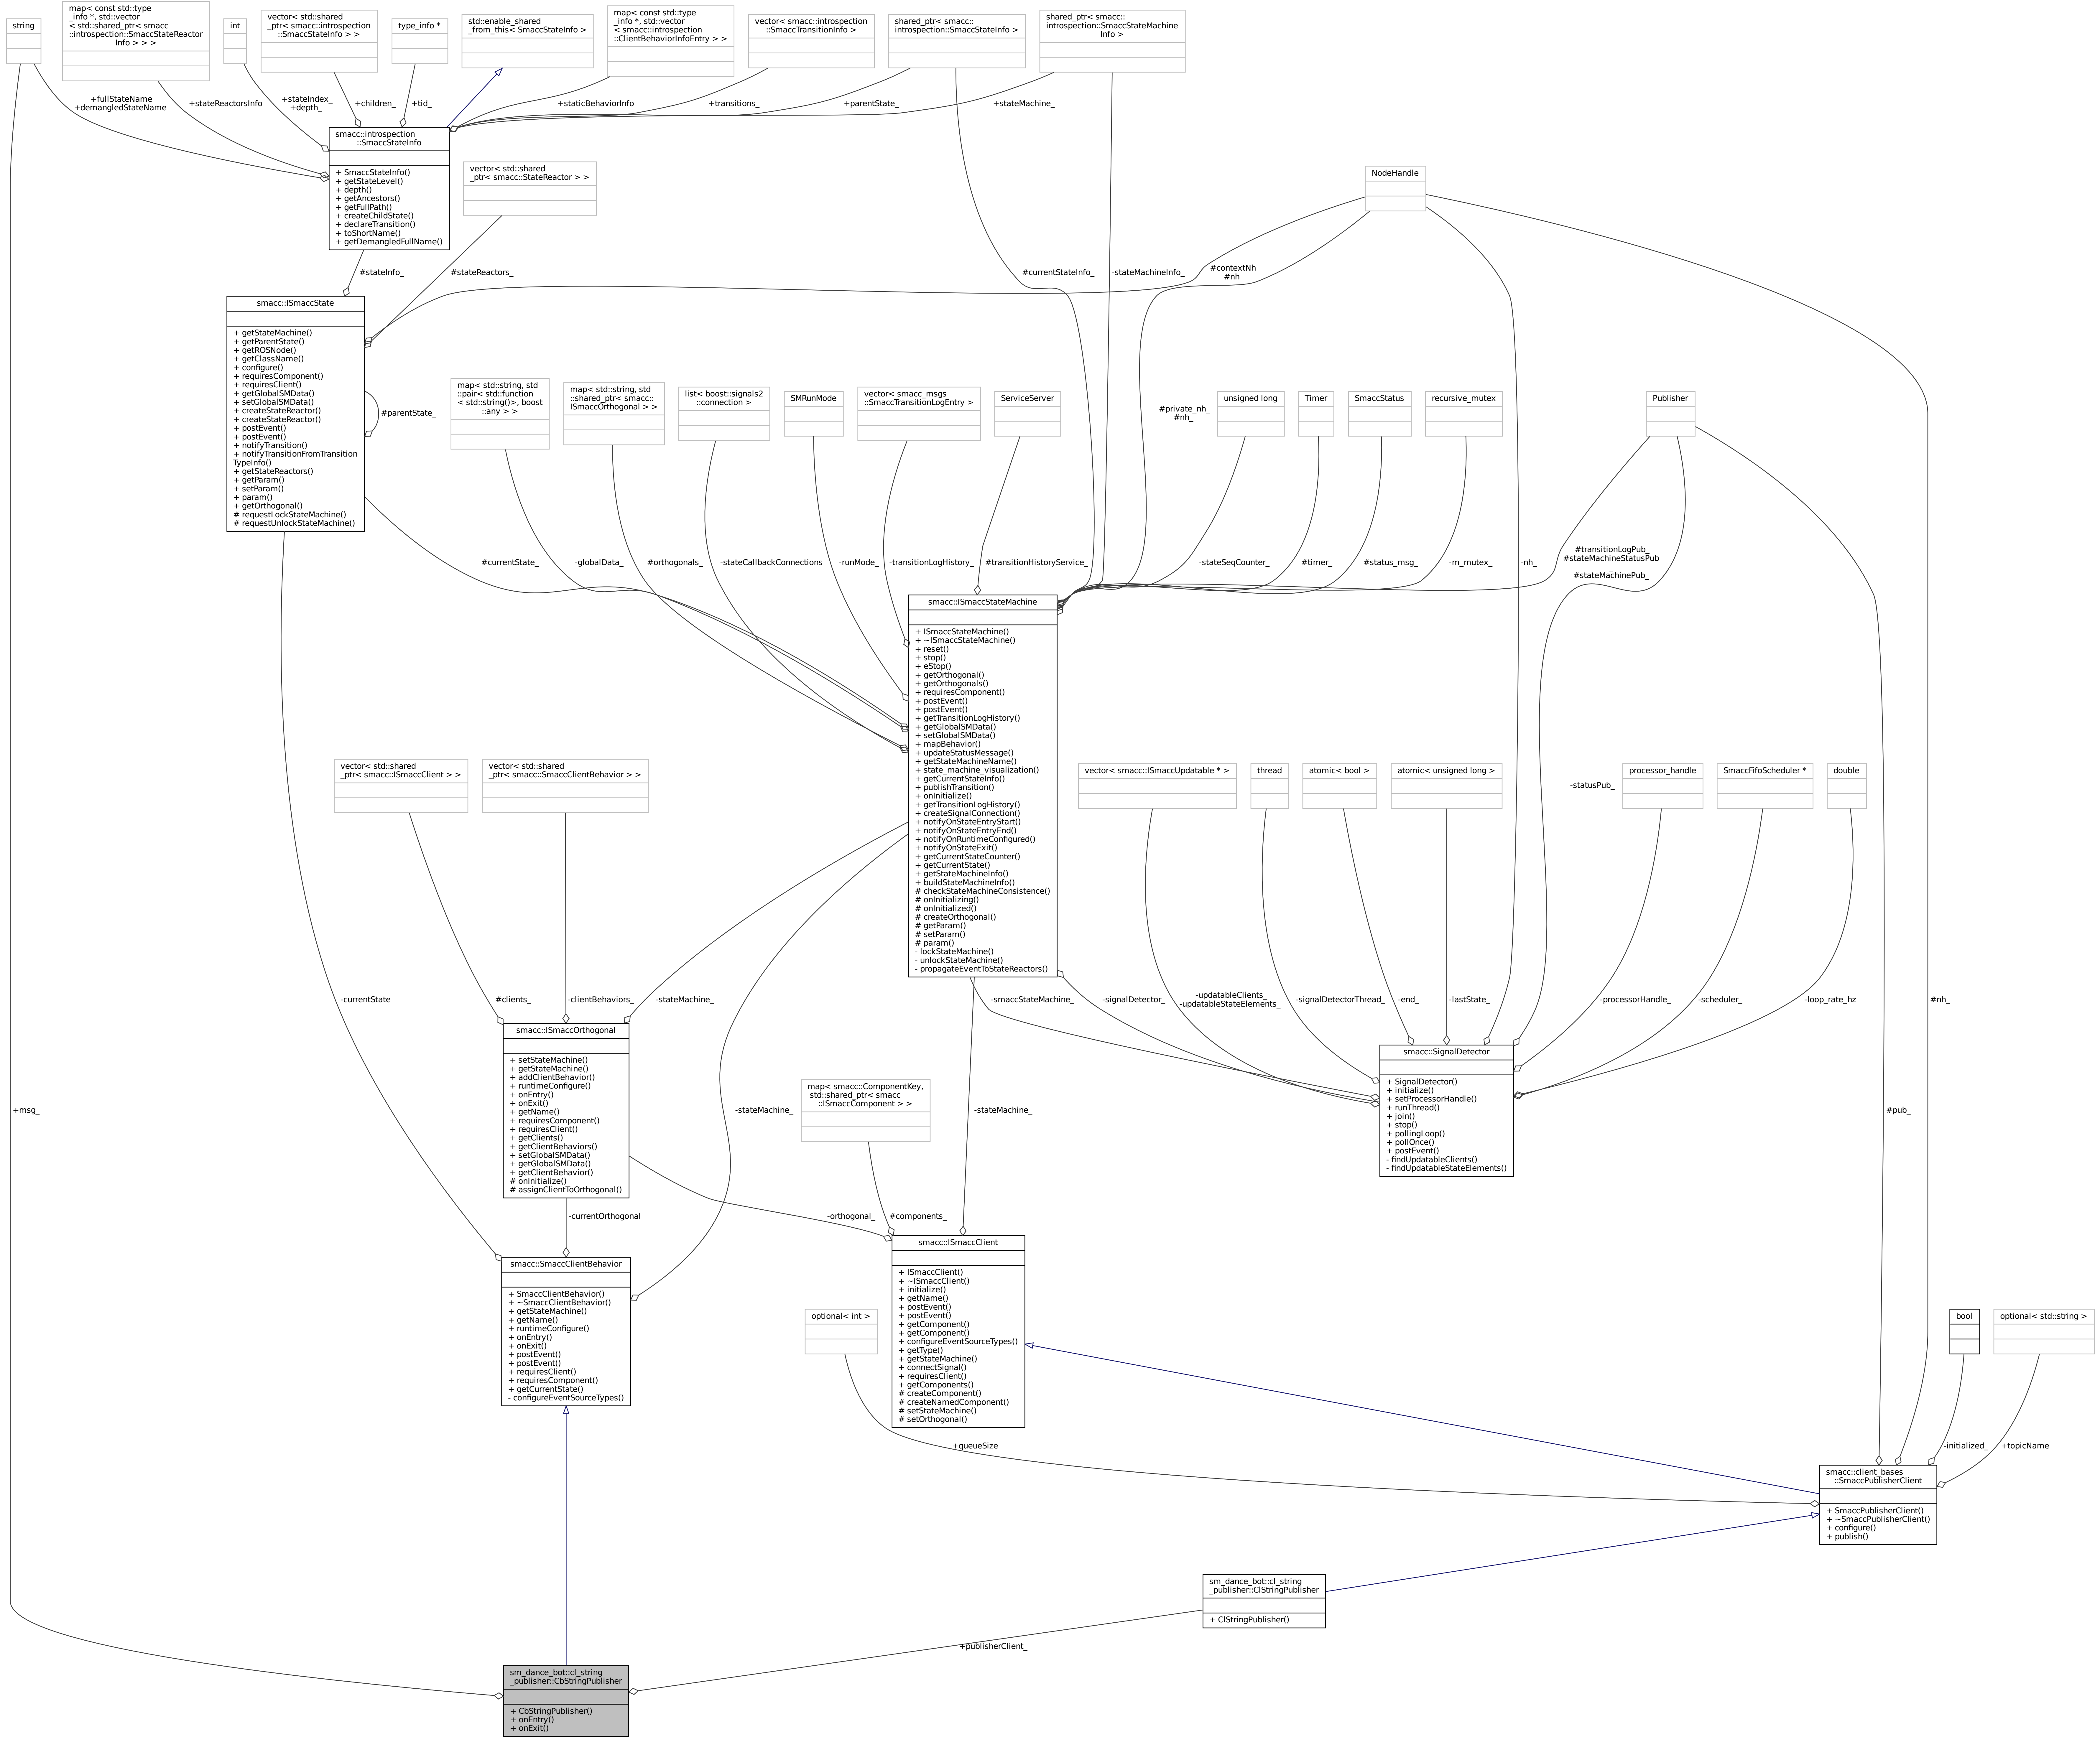 string
map< const std::type
_info *, std::vector
< std::shared_ptr< smacc
::introspection::SmaccStateReactor
Info > > >
int
vector< std::shared
_ptr< smacc::introspection
::SmaccStateInfo > >
type_info *
std::enable_shared
_from_this< SmaccStateInfo >
map< const std::type
_info *, std::vector
< smacc::introspection
::ClientBehaviorInfoEntry > >
vector< smacc::introspection
::SmaccTransitionInfo >
shared_ptr< smacc::
introspection::SmaccStateInfo >
shared_ptr< smacc::
introspection::SmaccStateMachine
Info >
+fullStateName
+demangledStateName
+stateReactorsInfo
+stateIndex_
+depth_
+children_
+tid_
+staticBehaviorInfo
+transitions_
+parentState_
+stateMachine_
smacc::introspection
::SmaccStateInfo
+ SmaccStateInfo()
+ getStateLevel()
+ depth()
+ getAncestors()
+ getFullPath()
+ createChildState()
+ declareTransition()
+ toShortName()
+ getDemangledFullName()
vector< std::shared
_ptr< smacc::StateReactor > >
NodeHandle
#stateInfo_
#stateReactors_
#currentStateInfo_
-stateMachineInfo_
#contextNh
#nh
smacc::ISmaccState
+ getStateMachine()
+ getParentState()
+ getROSNode()
+ getClassName()
+ configure()
+ requiresComponent()
+ requiresClient()
+ getGlobalSMData()
+ setGlobalSMData()
+ createStateReactor()
+ createStateReactor()
+ postEvent()
+ postEvent()
+ notifyTransition()
+ notifyTransitionFromTransition
TypeInfo()
+ getStateReactors()
+ getParam()
+ setParam()
+ param()
+ getOrthogonal()
# requestLockStateMachine()
# requestUnlockStateMachine()
#parentState_
map< std::string, std
::pair< std::function
< std::string()>, boost
::any > >
map< std::string, std
::shared_ptr< smacc::
ISmaccOrthogonal > >
list< boost::signals2
::connection >
SMRunMode
vector< smacc_msgs
::SmaccTransitionLogEntry >
ServiceServer
#private_nh_
#nh_
unsigned long
Timer
SmaccStatus
recursive_mutex
Publisher
#currentState_
-globalData_
#orthogonals_
-stateCallbackConnections
-runMode_
-transitionLogHistory_
#transitionHistoryService_
-stateSeqCounter_
#timer_
#status_msg_
-m_mutex_
-nh_
#transitionLogPub_
#stateMachineStatusPub
_
#stateMachinePub_
smacc::ISmaccStateMachine
+ ISmaccStateMachine()
+ ~ISmaccStateMachine()
+ reset()
+ stop()
+ eStop()
+ getOrthogonal()
+ getOrthogonals()
+ requiresComponent()
+ postEvent()
+ postEvent()
+ getTransitionLogHistory()
+ getGlobalSMData()
+ setGlobalSMData()
+ mapBehavior()
+ updateStatusMessage()
+ getStateMachineName()
+ state_machine_visualization()
+ getCurrentStateInfo()
+ publishTransition()
+ onInitialize()
+ getTransitionLogHistory()
+ createSignalConnection()
+ notifyOnStateEntryStart()
+ notifyOnStateEntryEnd()
+ notifyOnRuntimeConfigured()
+ notifyOnStateExit()
+ getCurrentStateCounter()
+ getCurrentState()
+ getStateMachineInfo()
+ buildStateMachineInfo()
# checkStateMachineConsistence()
# onInitializing()
# onInitialized()
# createOrthogonal()
# getParam()
# setParam()
# param()
- lockStateMachine()
- unlockStateMachine()
- propagateEventToStateReactors()
vector< std::shared
_ptr< smacc::ISmaccClient > >
vector< std::shared
_ptr< smacc::SmaccClientBehavior > >
vector< smacc::ISmaccUpdatable * >
thread
atomic< bool >
atomic< unsigned long >
-statusPub_
processor_handle
SmaccFifoScheduler *
double
-currentState
#clients_
-clientBehaviors_
-stateMachine_
-smaccStateMachine_
-signalDetector_
-updatableClients_
-updatableStateElements_
-signalDetectorThread_
-end_
-lastState_
-processorHandle_
-scheduler_
-loop_rate_hz
#nh_
smacc::ISmaccOrthogonal
+ setStateMachine()
+ getStateMachine()
+ addClientBehavior()
+ runtimeConfigure()
+ onEntry()
+ onExit()
+ getName()
+ requiresComponent()
+ requiresClient()
+ getClients()
+ getClientBehaviors()
+ setGlobalSMData()
+ getGlobalSMData()
+ getClientBehavior()
# onInitialize()
# assignClientToOrthogonal()
smacc::SignalDetector
+ SignalDetector()
+ initialize()
+ setProcessorHandle()
+ runThread()
+ join()
+ stop()
+ pollingLoop()
+ pollOnce()
+ postEvent()
- findUpdatableClients()
- findUpdatableStateElements()
map< smacc::ComponentKey,
std::shared_ptr< smacc
::ISmaccComponent > >
+msg_
-stateMachine_
-stateMachine_
#pub_
-currentOrthogonal
-orthogonal_
#components_
smacc::SmaccClientBehavior
+ SmaccClientBehavior()
+ ~SmaccClientBehavior()
+ getStateMachine()
+ getName()
+ runtimeConfigure()
+ onEntry()
+ onExit()
+ postEvent()
+ postEvent()
+ requiresClient()
+ requiresComponent()
+ getCurrentState()
- configureEventSourceTypes()
smacc::ISmaccClient
+ ISmaccClient()
+ ~ISmaccClient()
+ initialize()
+ getName()
+ postEvent()
+ postEvent()
+ getComponent()
+ getComponent()
+ configureEventSourceTypes()
+ getType()
+ getStateMachine()
+ connectSignal()
+ requiresClient()
+ getComponents()
# createComponent()
# createNamedComponent()
# setStateMachine()
# setOrthogonal()
optional< int >
bool
optional< std::string >
+queueSize
-initialized_
+topicName
smacc::client_bases
::SmaccPublisherClient
+ SmaccPublisherClient()
+ ~SmaccPublisherClient()
+ configure()
+ publish()
sm_dance_bot::cl_string
_publisher::ClStringPublisher
+ ClStringPublisher()
+publisherClient_
sm_dance_bot::cl_string
_publisher::CbStringPublisher
+ CbStringPublisher()
+ onEntry()
+ onExit()